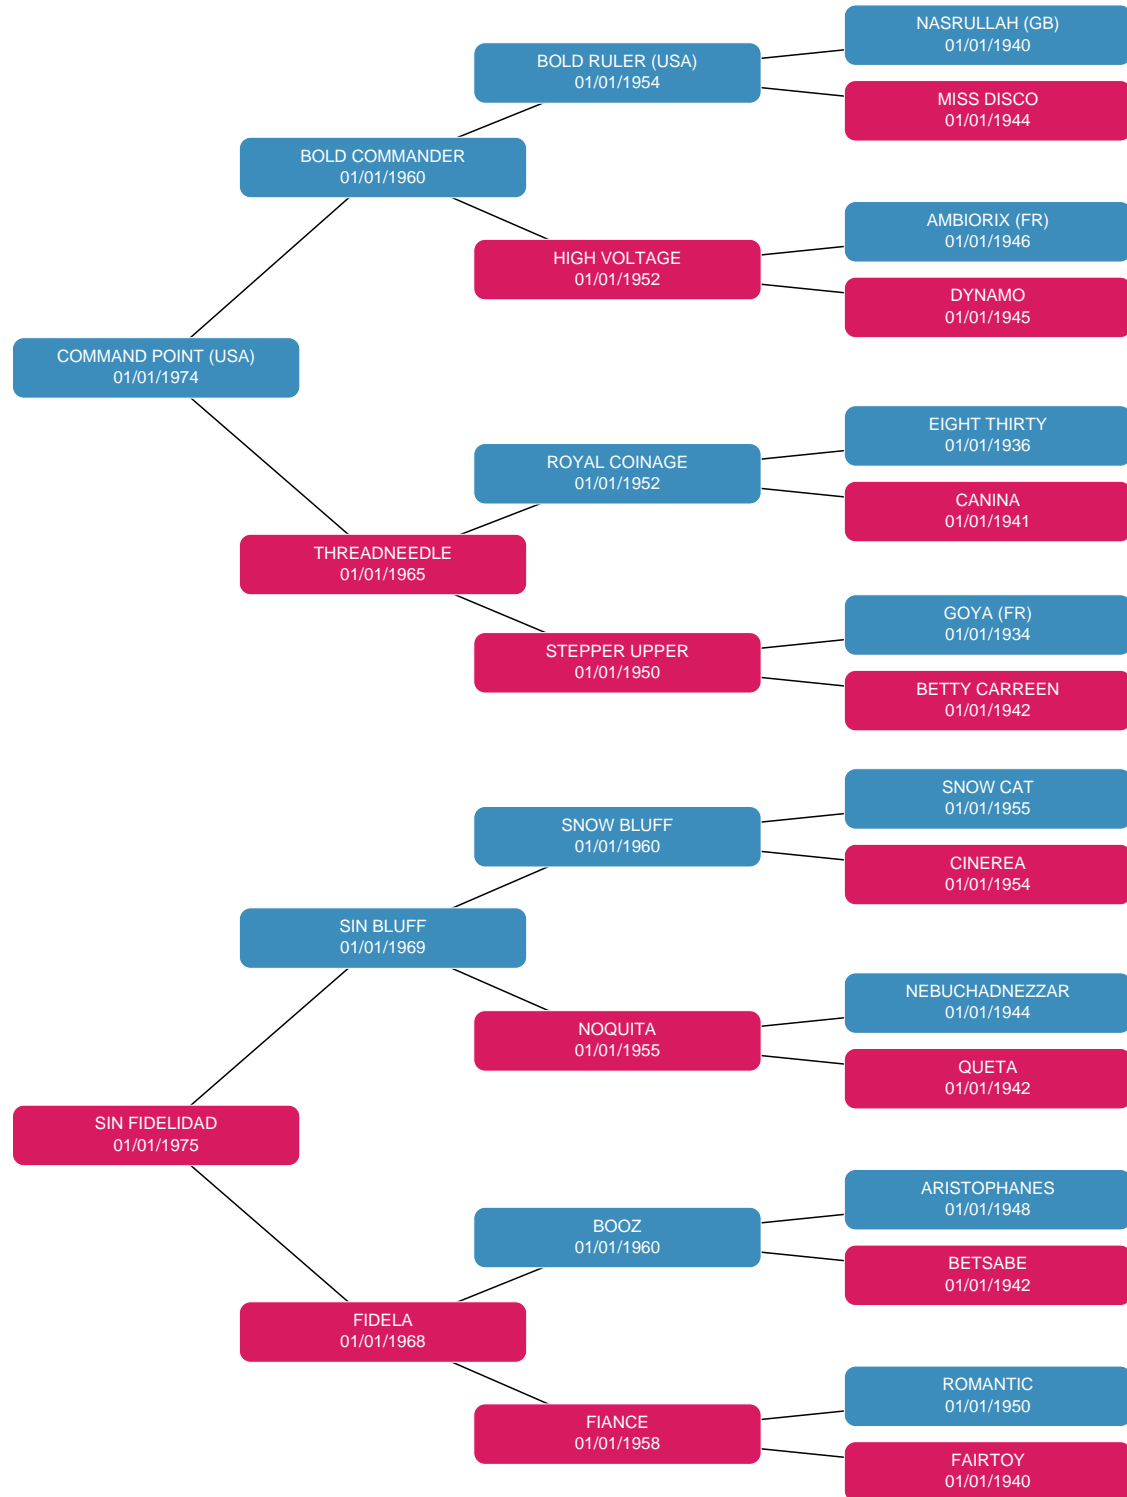 NASRULLAH (GB)
01/01/1940
BOLD RULER (USA)
01/01/1954
MISS DISCO
01/01/1944
BOLD COMMANDER
01/01/1960
AMBIORIX (FR)
01/01/1946
HIGH VOLTAGE
01/01/1952
DYNAMO
01/01/1945
COMMAND POINT (USA)
01/01/1974
EIGHT THIRTY
01/01/1936
ROYAL COINAGE
01/01/1952
CANINA
01/01/1941
THREADNEEDLE
01/01/1965
GOYA (FR)
01/01/1934
STEPPER UPPER
01/01/1950
BETTY CARREEN
01/01/1942
SNOW CAT
01/01/1955
SNOW BLUFF
01/01/1960
CINEREA
01/01/1954
SIN BLUFF
01/01/1969
NEBUCHADNEZZAR
01/01/1944
NOQUITA
01/01/1955
QUETA
01/01/1942
SIN FIDELIDAD
01/01/1975
ARISTOPHANES
01/01/1948
BOOZ
01/01/1960
BETSABE
01/01/1942
FIDELA
01/01/1968
ROMANTIC
01/01/1950
FIANCE
01/01/1958
FAIRTOY
01/01/1940